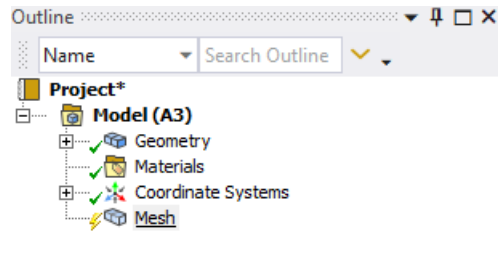 Outline
Name Search Outline
Project*
Model (A3)
Geometry
Materials
Coordinate Systems
Mesh